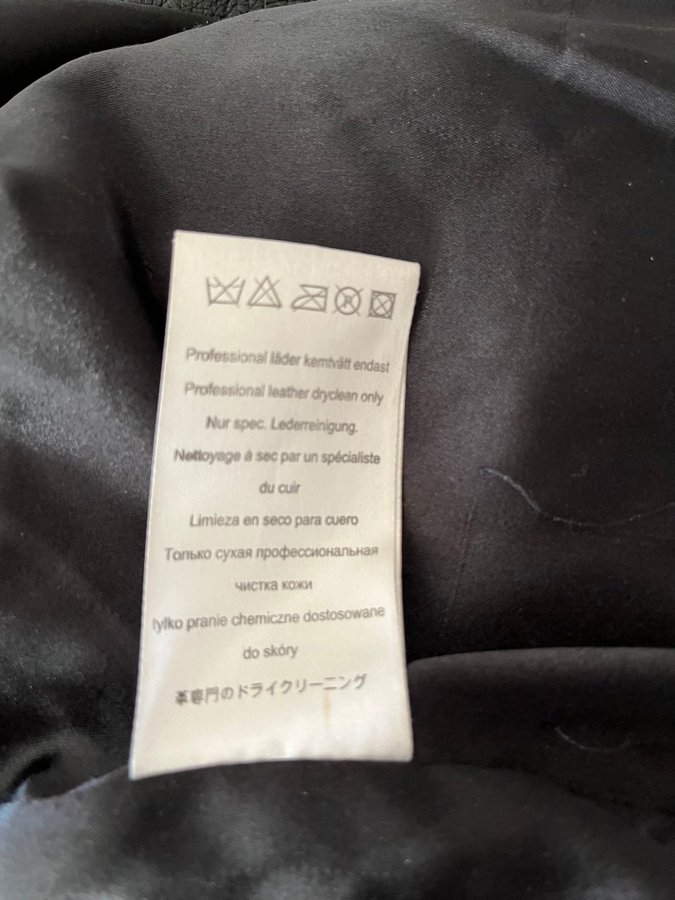 Professional läder kemtvätt endast
Professional leather dryclean only
Nur spec. Lederreinigung.
Nettoyage á sec par un spécialiste
du cuir
Limieza en seco para cuero
Только сухая профессиональная
чистка кожи
tylko pranie chemiczne dostosowane
do skóry
革専門のドライクリーニング